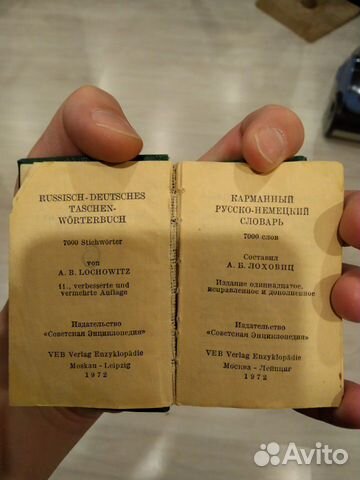 RUSSISCH-DEUTSCHES
TASCHEN-
WÖRTERBUCH
7000 Stichwörter
von
A. B. LOCHOWITZ
11., verbesserte und
vermehrte Auflage
Издательство
«Советская Энциклопедия»
VEB Verlag Enzyklopädie
Moskau - Leipzig
1972
КАРМАННЫЙ
РУССКО-НЕМЕЦКИЙ
СЛОВАРЬ
7000 слов
Составил
А. Б. ЛОХОВИЦ
Издание одиннадцатое,
исправленное и дополненное
Издательство
«Советская Энциклопедия»
VEB Verlag Enzyklopädie
Москва - Лейпциг
1972
Avito